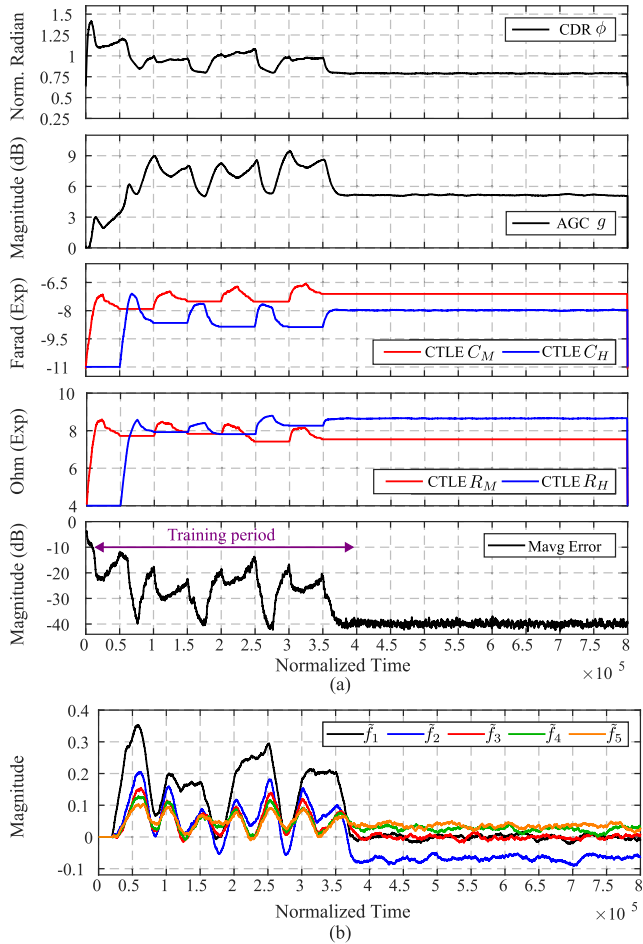 1.5
1.25
1
0.75
0.5
0.25
Norm. Radian
CDR ϕ
9
6
3
0
Magnitude (dB)
AGC g
-6.5
-8
-9.5
-11
Farad (Exp)
CTLE C_M CTLE C_H
10
8
6
4
Ohm (Exp)
CTLE R_M CTLE R_H
0
-10
-20
-30
-40
Magnitude (dB)
Training period
Mavg Error
0 0.5 1 1.5 2 2.5 3 3.5 4 4.5 5 5.5 6 6.5 7 7.5 8
Normalized Time
×10 5
(a)
0.4
0.3
0.2
0.1
0
-0.1
Magnitude
f̃_1 f̃_2 f̃_3 f̃_4 f̃_5
0 0.5 1 1.5 2 2.5 3 3.5 4 4.5 5 5.5 6 6.5 7 7.5 8
Normalized Time
×10 5
(b)